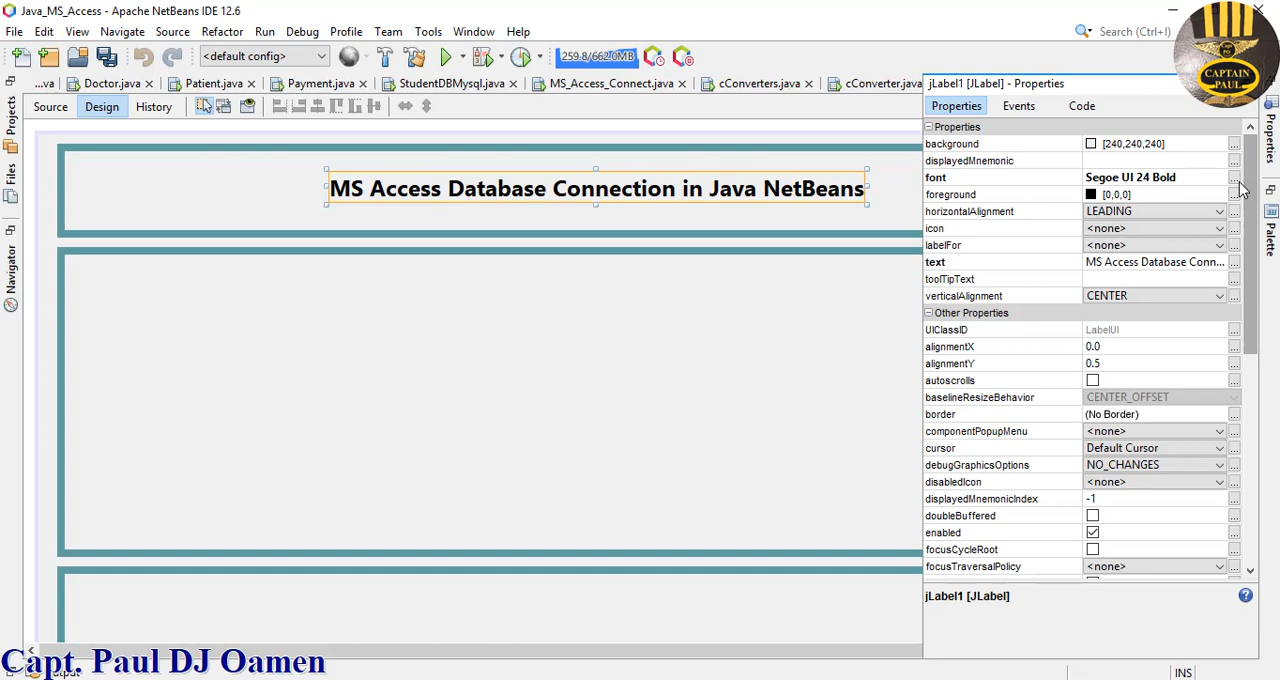 Java_MS_Access - Apache NetBeans IDE 12.6
File Edit View Navigate Source Refactor Run Debug Profile Team Tools Window Help
Search (Ctrl+I)
<default config>
259.8/662.0MB
...va Doctor.java Patient.java Payment.java StudentDBMysql.java MS_Access_Connect.java cConverters.java cConverter.java
Source Design History
Projects
Files
Navigator
MS Access Database Connection in Java NetBeans
jLabel1 [JLabel] - Properties
Properties Events Code
Properties
background [240,240,240]
displayedMnemonic
font Segoe UI 24 Bold
foreground [0,0,0]
horizontalAlignment LEADING
icon <none>
labelFor <none>
text MS Access Database Conn...
toolTipText
verticalAlignment CENTER
Other Properties
UIClassID LabelUI
alignmentX 0.0
alignmentY 0.5
autoscrolls
baselineResizeBehavior CENTER_OFFSET
border (No Border)
componentPopupMenu <none>
cursor Default Cursor
debugGraphicsOptions NO_CHANGES
disabledIcon <none>
displayedMnemonicIndex -1
doubleBuffered
enabled
focusCycleRoot
focusTraversalPolicy <none>
jLabel1 [JLabel]
Properties
Palette
CAPTAIN
PAUL
Capt. Paul DJ Oamen
INS